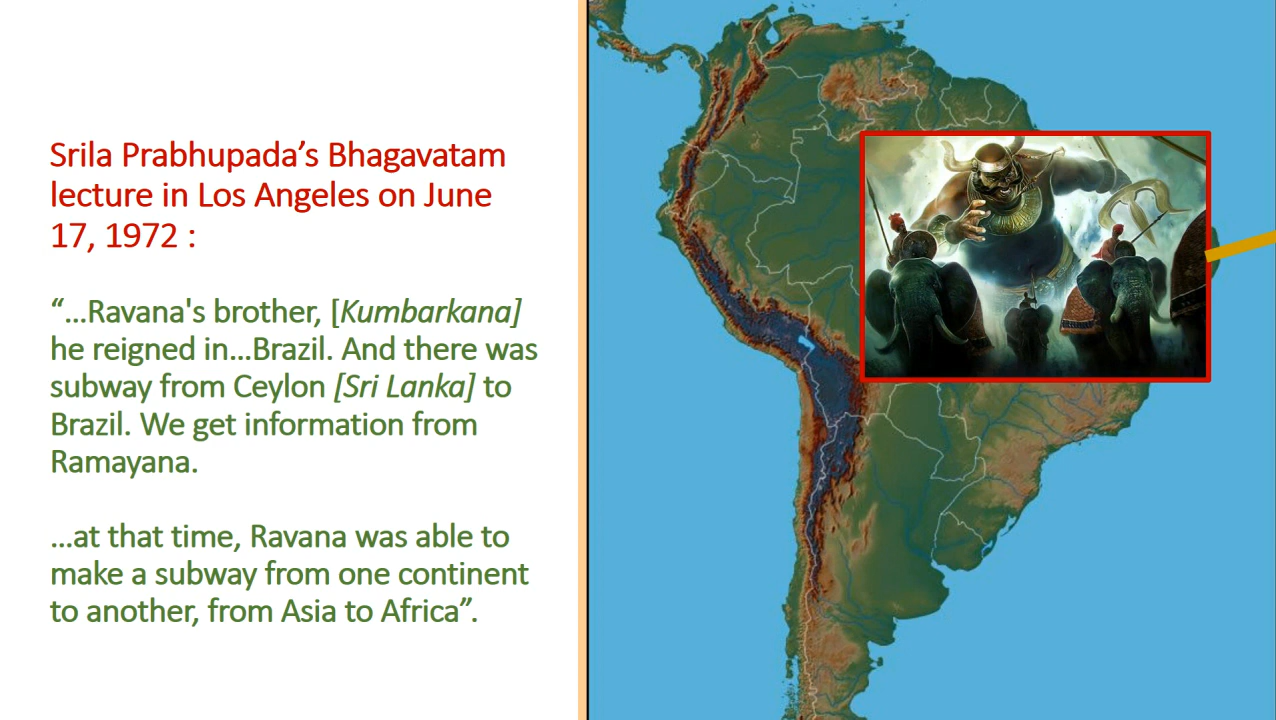 Srila Prabhupada’s Bhagavatam
lecture in Los Angeles on June
17, 1972 :
“…Ravana's brother, [Kumbarkana]
he reigned in…Brazil. And there was
subway from Ceylon [Sri Lanka] to
Brazil. We get information from
Ramayana.
…at that time, Ravana was able to
make a subway from one continent
to another, from Asia to Africa”.